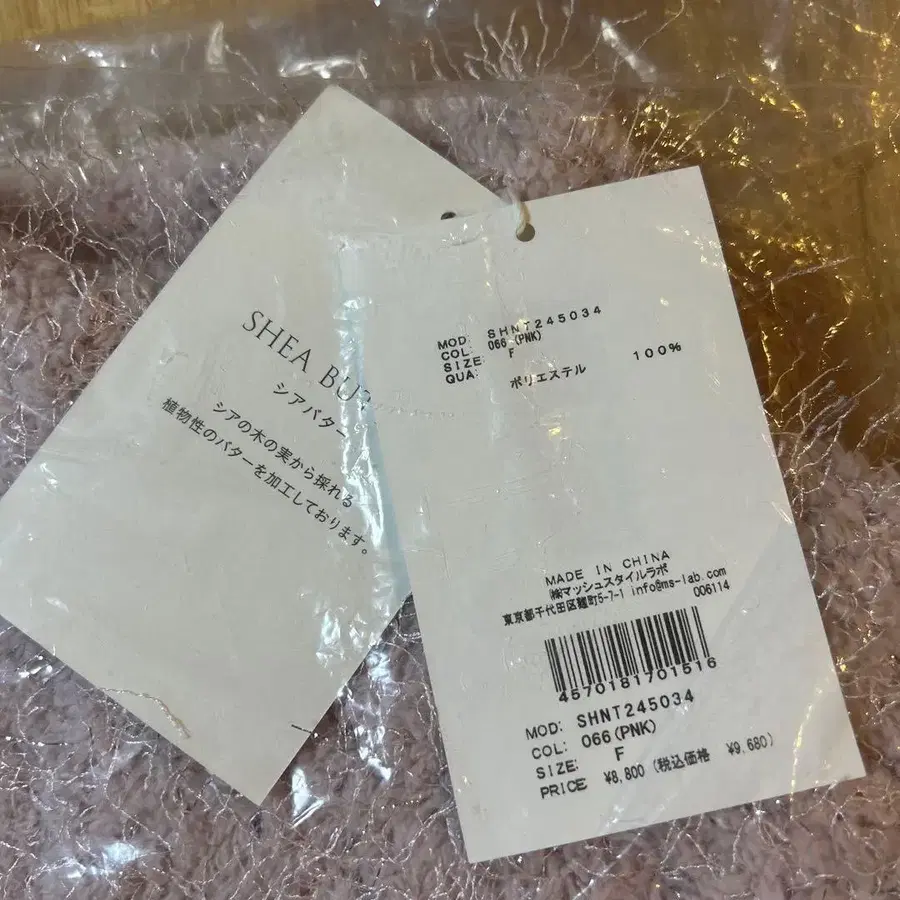 SHEA BUT
シアバター
シアの木の実から採れる
植物性のバターを加工しております。
MOD: SHNT245034
COL: 066 (PNK)
SIZE: F
QUA: ポリエステル 100%
MADE IN CHINA
㈱マッシュスタイルラボ
東京都千代田区麹町5-7-1 info@ms-lab.com
006114
4570181701516
MOD: SHNT245034
COL: 066(PNK)
SIZE: F
PRICE: ¥8,800 (税込価格 ¥9,680)